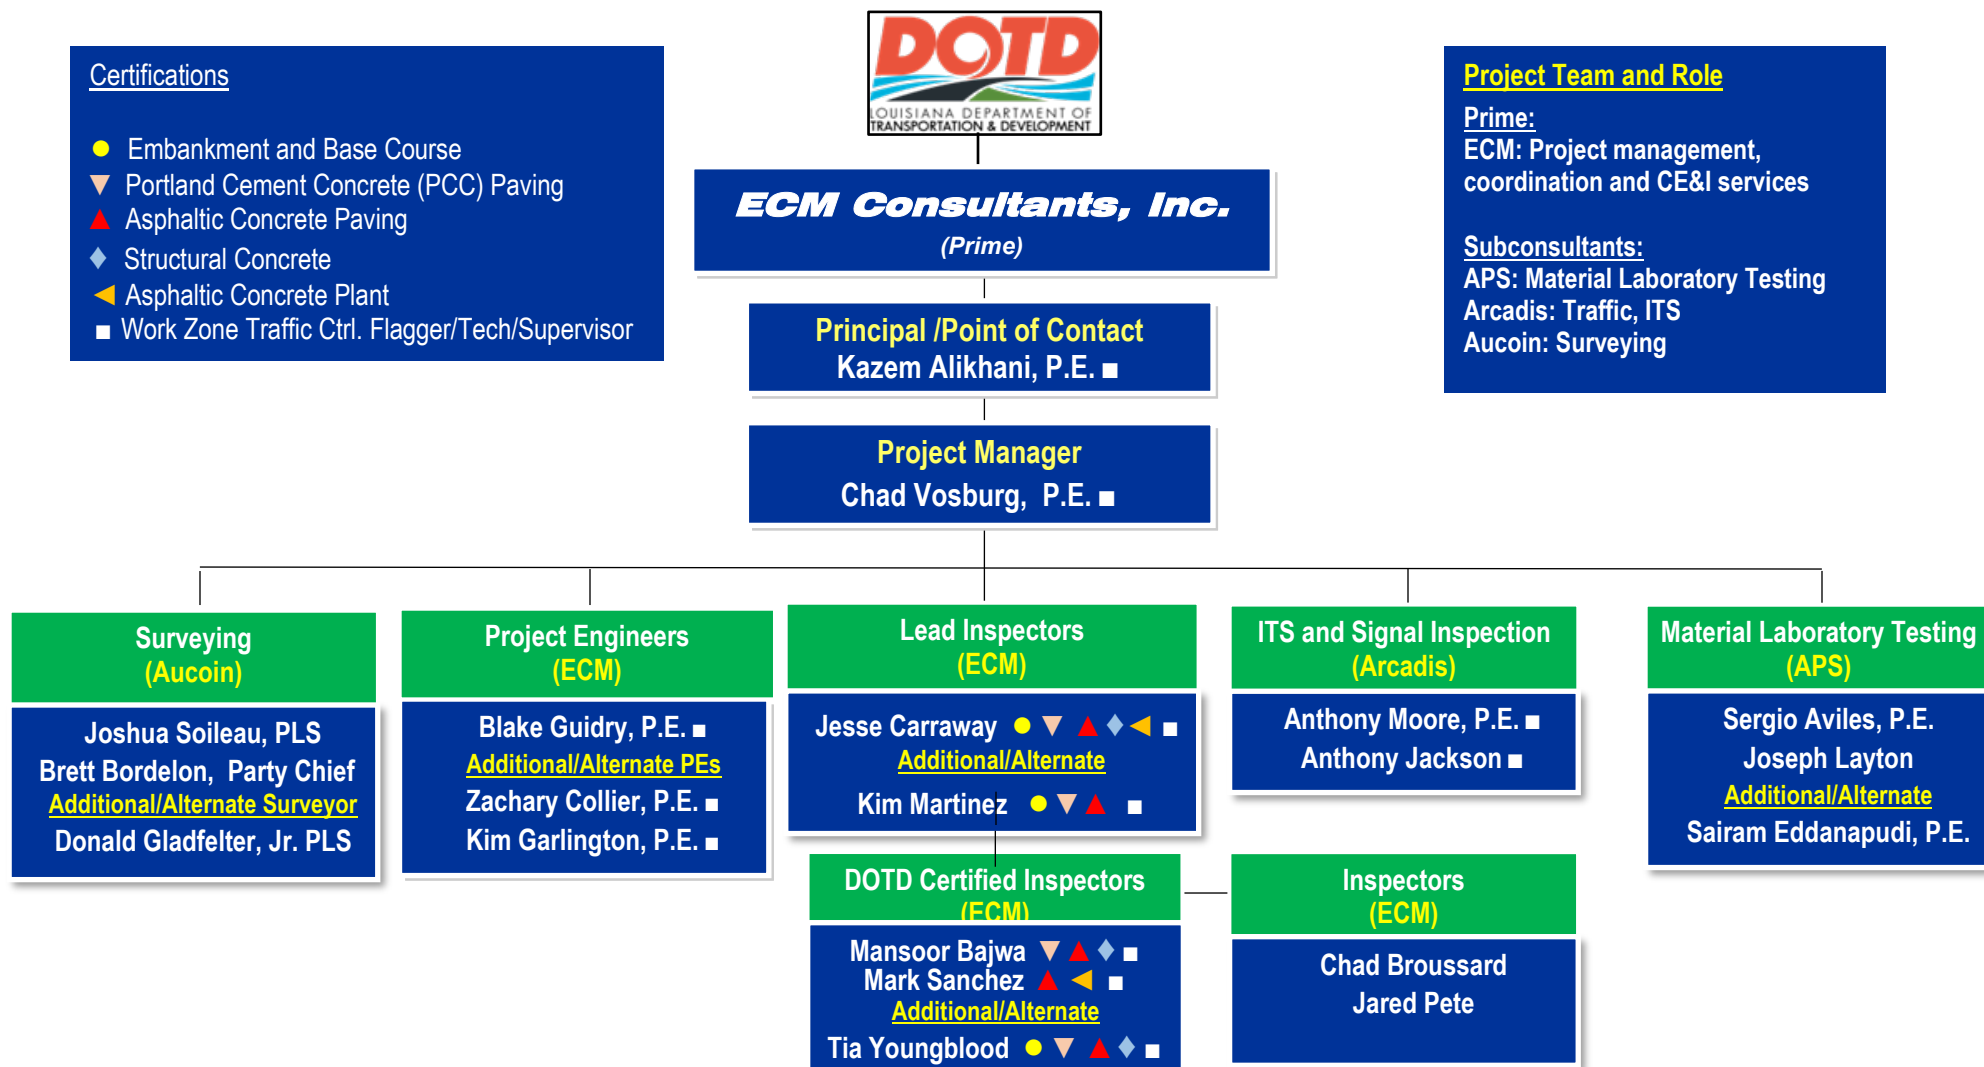 DOTD
LOUISIANA DEPARTMENT OF
TRANSPORTATION & DEVELOPMENT
Certifications
Embankment and Base Course
Portland Cement Concrete (PCC) Paving
Asphaltic Concrete Paving
Structural Concrete
Asphaltic Concrete Plant
Work Zone Traffic Ctrl. Flagger/Tech/Supervisor
Project Team and Role
Prime:
ECM: Project management,
coordination and CE&I services
Subconsultants:
APS: Material Laboratory Testing
Arcadis: Traffic, ITS
Aucoin: Surveying
ECM Consultants, Inc.
(Prime)
Principal /Point of Contact
Kazem Alikhani, P.E.
Project Manager
Chad Vosburg, P.E.
Surveying
(Aucoin)
Joshua Soileau, PLS
Brett Bordelon, Party Chief
Additional/Alternate Surveyor
Donald Gladfelter, Jr. PLS
Project Engineers
(ECM)
Blake Guidry, P.E.
Additional/Alternate PEs
Zachary Collier, P.E.
Kim Garlington, P.E.
Lead Inspectors
(ECM)
Jesse Carraway
Additional/Alternate
Kim Martinez
ITS and Signal Inspection
(Arcadis)
Anthony Moore, P.E.
Anthony Jackson
Material Laboratory Testing
(APS)
Sergio Aviles, P.E.
Joseph Layton
Additional/Alternate
Sairam Eddanapudi, P.E.
DOTD Certified Inspectors
(ECM)
Mansoor Bajwa
Mark Sanchez
Additional/Alternate
Tia Youngblood
Inspectors
(ECM)
Chad Broussard
Jared Pete